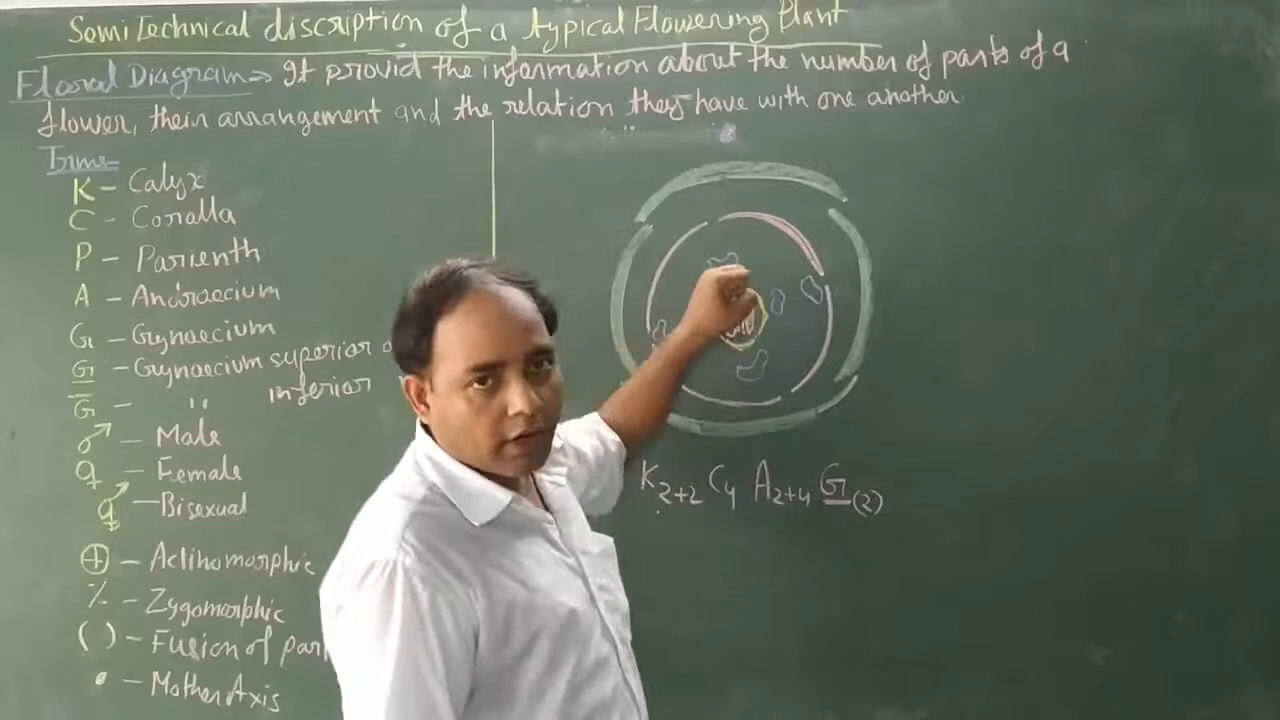 Semi Technical discription of a typical Flowering Plant
Floral Diagram → It provid the information about the number of parts of a
flower, their arrangement and the relation they have with one another.
K - Calyx
C - Coralla
P - Parienth
A - Andraecium
G - Gynaecium
G - Gynaecium superior
inferior
G - "
♂ - Male
♀ - Female
⚥ - Bisexual
⊕ - Actinomorphic
% - Zygomorphic
( ) - Fusion of par
• - Mother Axis
K2+2 C4 A2+4 G(2)